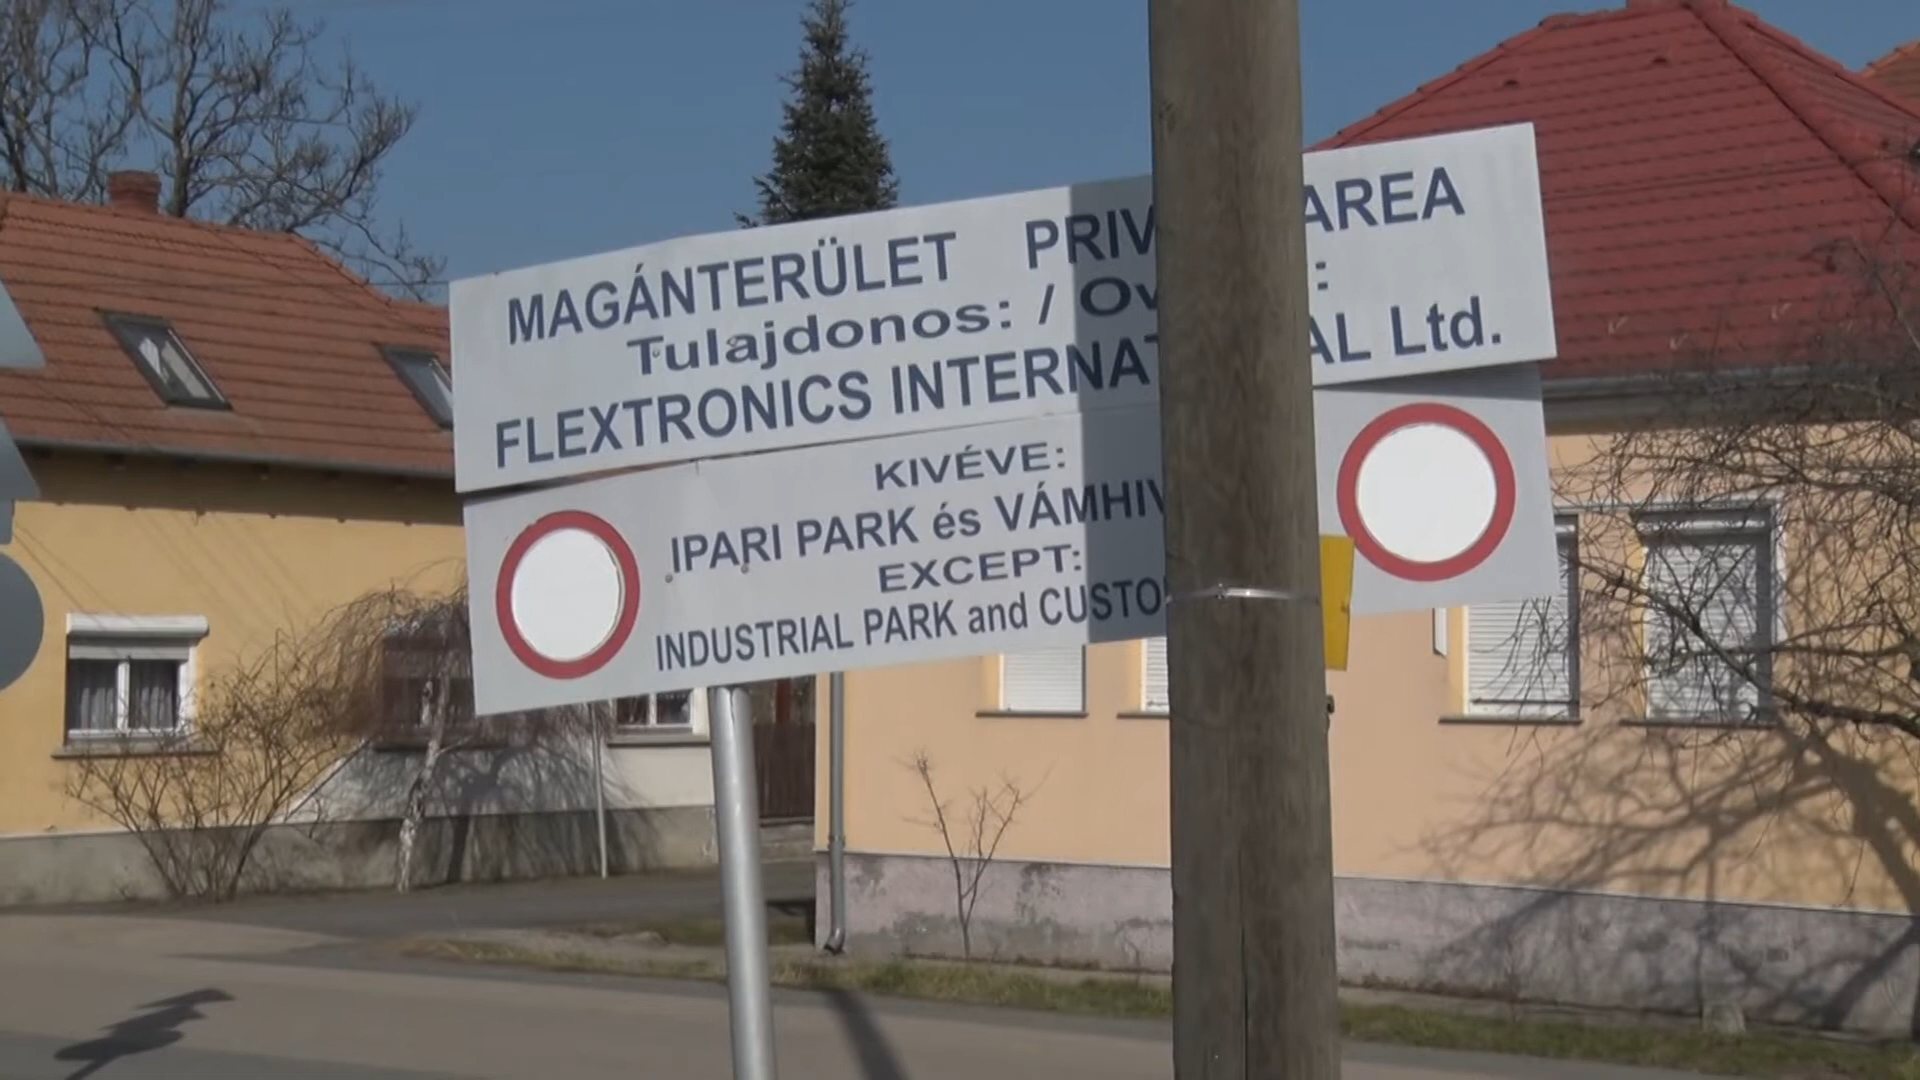 MAGÁNTERÜLET PRIV AREA
Tulajdonos: / Ow :
FLEXTRONICS INTERNAT AL Ltd.
KIVÉVE:
IPARI PARK és VÁMHIV
EXCEPT:
INDUSTRIAL PARK and CUSTO